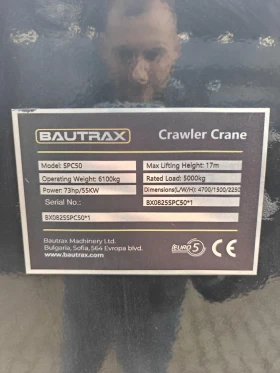 BAUTRAX Crawler Crane
Model: SPC50 Max Lifting Height: 17m
Operating Weight: 6100kg Rated Load: 5000kg
Power: 73hp/55KW Dimensions(L/W/H): 4700/1500/2250
Serial No.: BX0825SPC50*1
BX0825SPC50*1
Bautrax Machinery Ltd.
Bulgaria, Sofia, 564 Evropa blvd.
www.bautrax.com
EURO 5 CE